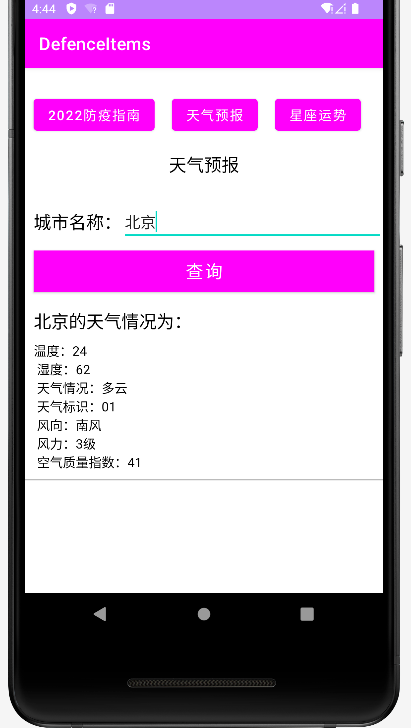 4:44
DefenceItems
2022防疫指南 天气预报 星座运势
天气预报
城市名称： 北京
查询
北京的天气情况为：
温度：24
湿度：62
天气情况：多云
天气标识：01
风向：南风
风力：3级
空气质量指数：41